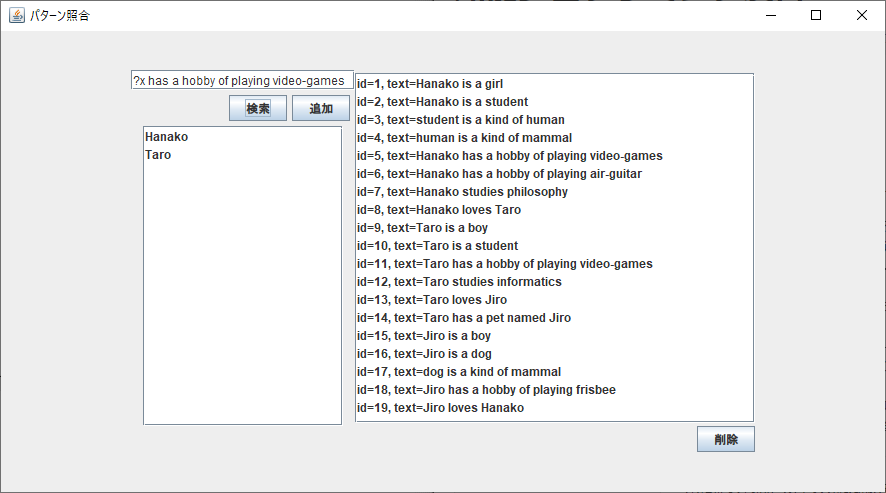 パターン照合
?x has a hobby of playing video-games
検索 追加
Hanako
Taro
id=1, text=Hanako is a girl
id=2, text=Hanako is a student
id=3, text=student is a kind of human
id=4, text=human is a kind of mammal
id=5, text=Hanako has a hobby of playing video-games
id=6, text=Hanako has a hobby of playing air-guitar
id=7, text=Hanako studies philosophy
id=8, text=Hanako loves Taro
id=9, text=Taro is a boy
id=10, text=Taro is a student
id=11, text=Taro has a hobby of playing video-games
id=12, text=Taro studies informatics
id=13, text=Taro loves Jiro
id=14, text=Taro has a pet named Jiro
id=15, text=Jiro is a boy
id=16, text=Jiro is a dog
id=17, text=dog is a kind of mammal
id=18, text=Jiro has a hobby of playing frisbee
id=19, text=Jiro loves Hanako
削除